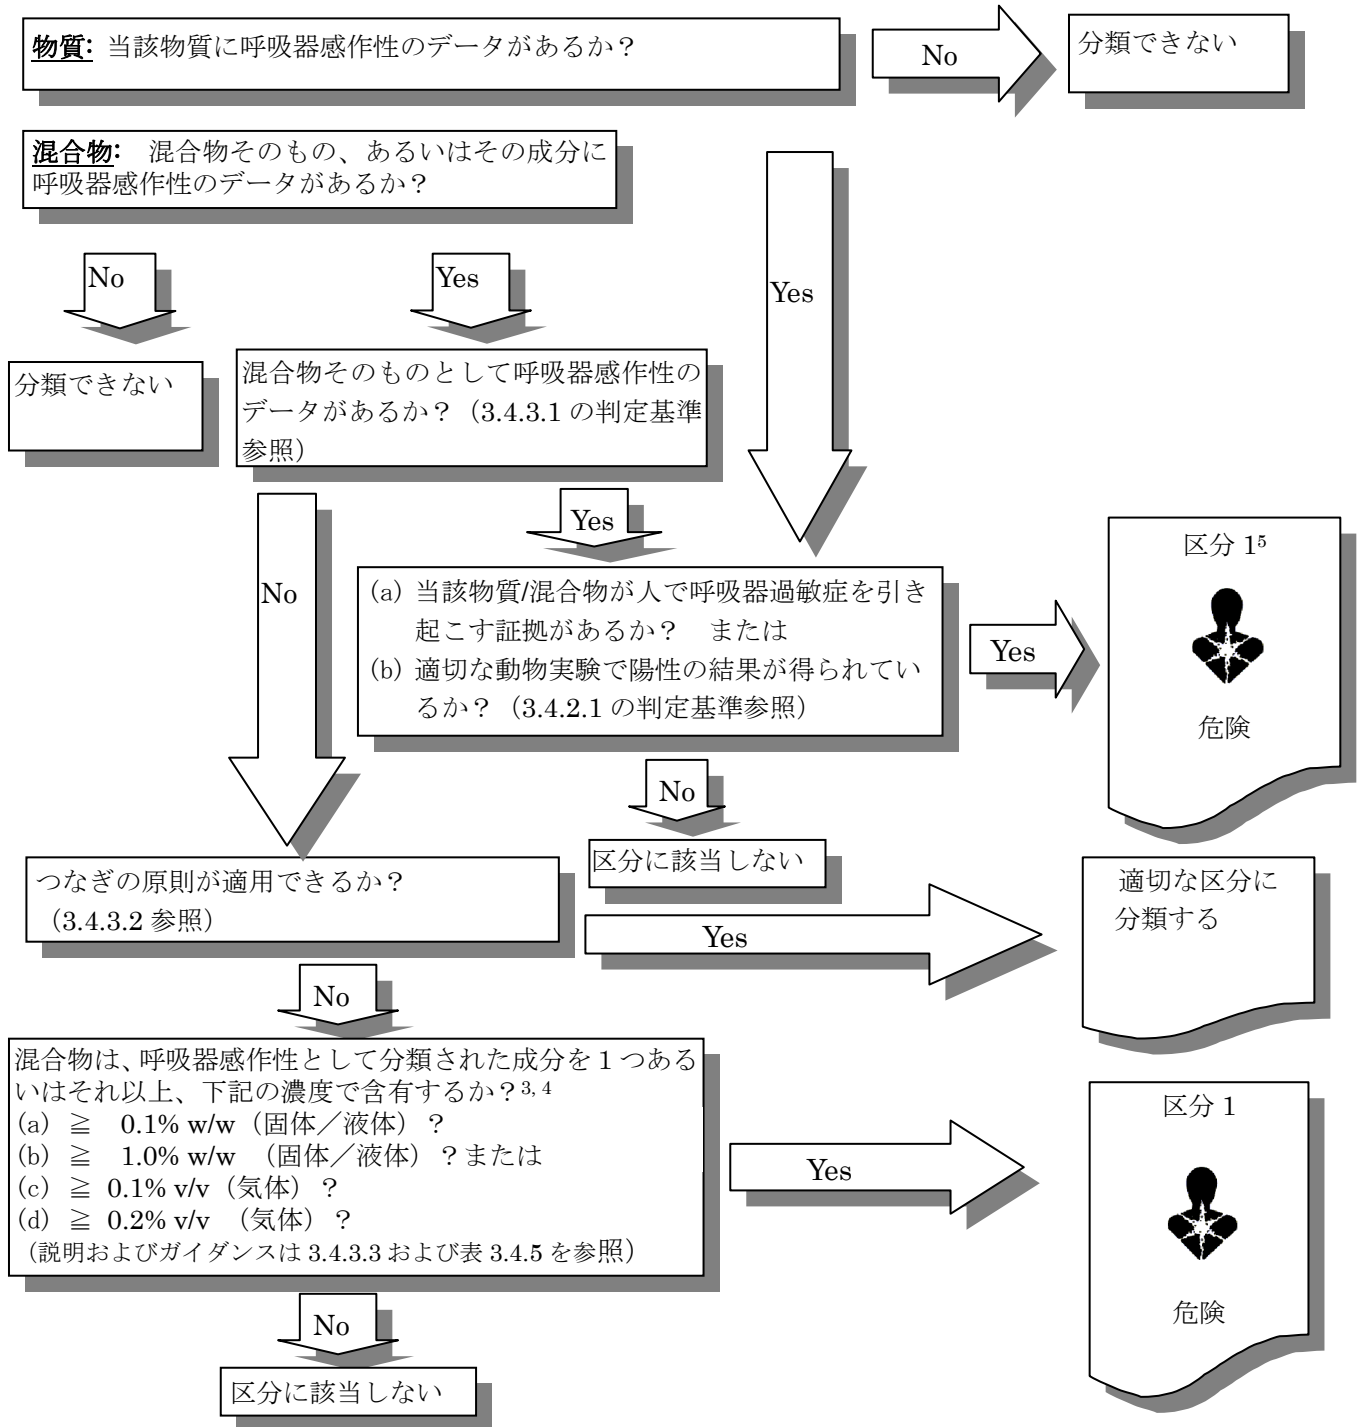 物質: 当該物質に呼吸器感作性のデータがあるか？
No
分類できない
混合物: 混合物そのもの、あるいはその成分に
呼吸器感作性のデータがあるか？
No
Yes
Yes
分類できない
混合物そのものとして呼吸器感作性の
データがあるか？（3.4.3.1 の判定基準
参照）
No
Yes
(a) 当該物質/混合物が人で呼吸器過敏症を引き
起こす証拠があるか？ または
(b) 適切な動物実験で陽性の結果が得られてい
るか？（3.4.2.1 の判定基準参照）
Yes
区分 1⁵
危険
No
区分に該当しない
つなぎの原則が適用できるか？
（3.4.3.2 参照）
Yes
適切な区分に
分類する
No
混合物は、呼吸器感作性として分類された成分を 1 つある
いはそれ以上、下記の濃度で含有するか？³, ⁴
(a) ≧ 0.1% w/w（固体／液体）？
(b) ≧ 1.0% w/w （固体／液体）？または
(c) ≧ 0.1% v/v（気体）？
(d) ≧ 0.2% v/v （気体）？
（説明およびガイダンスは 3.4.3.3 および表 3.4.5 を参照）
Yes
区分 1
危険
No
区分に該当しない